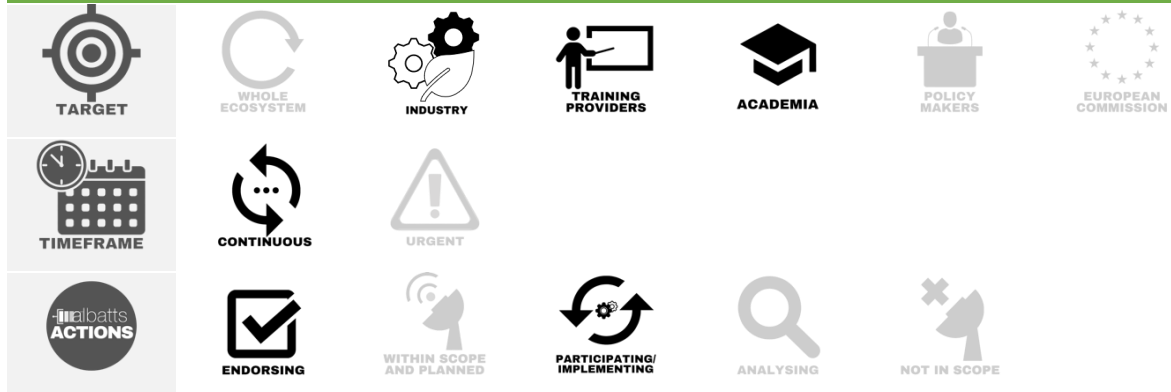 TARGET
WHOLE
ECOSYSTEM
INDUSTRY
TRAINING
PROVIDERS
ACADEMIA
POLICY
MAKERS
EUROPEAN
COMMISSION
TIMEFRAME
CONTINUOUS
URGENT
albatts
ACTIONS
ENDORSING
WITHIN SCOPE
AND PLANNED
PARTICIPATING/
IMPLEMENTING
ANALYSING
NOT IN SCOPE